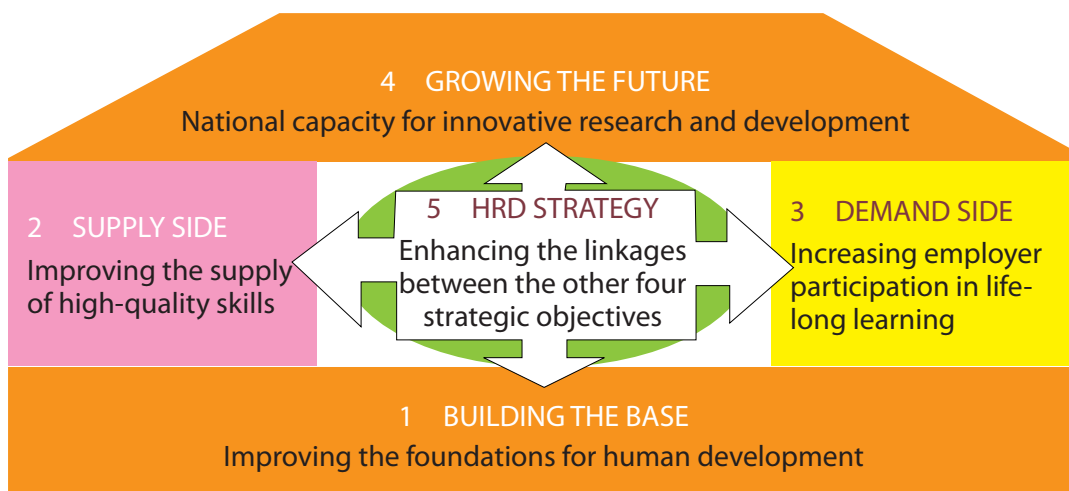 4 GROWING THE FUTURE
National capacity for innovative research and development
2 SUPPLY SIDE
Improving the supply
of high-quality skills
5 HRD STRATEGY
Enhancing the linkages
between the other four
strategic objectives
3 DEMAND SIDE
Increasing employer
participation in life-
long learning
1 BUILDING THE BASE
Improving the foundations for human development